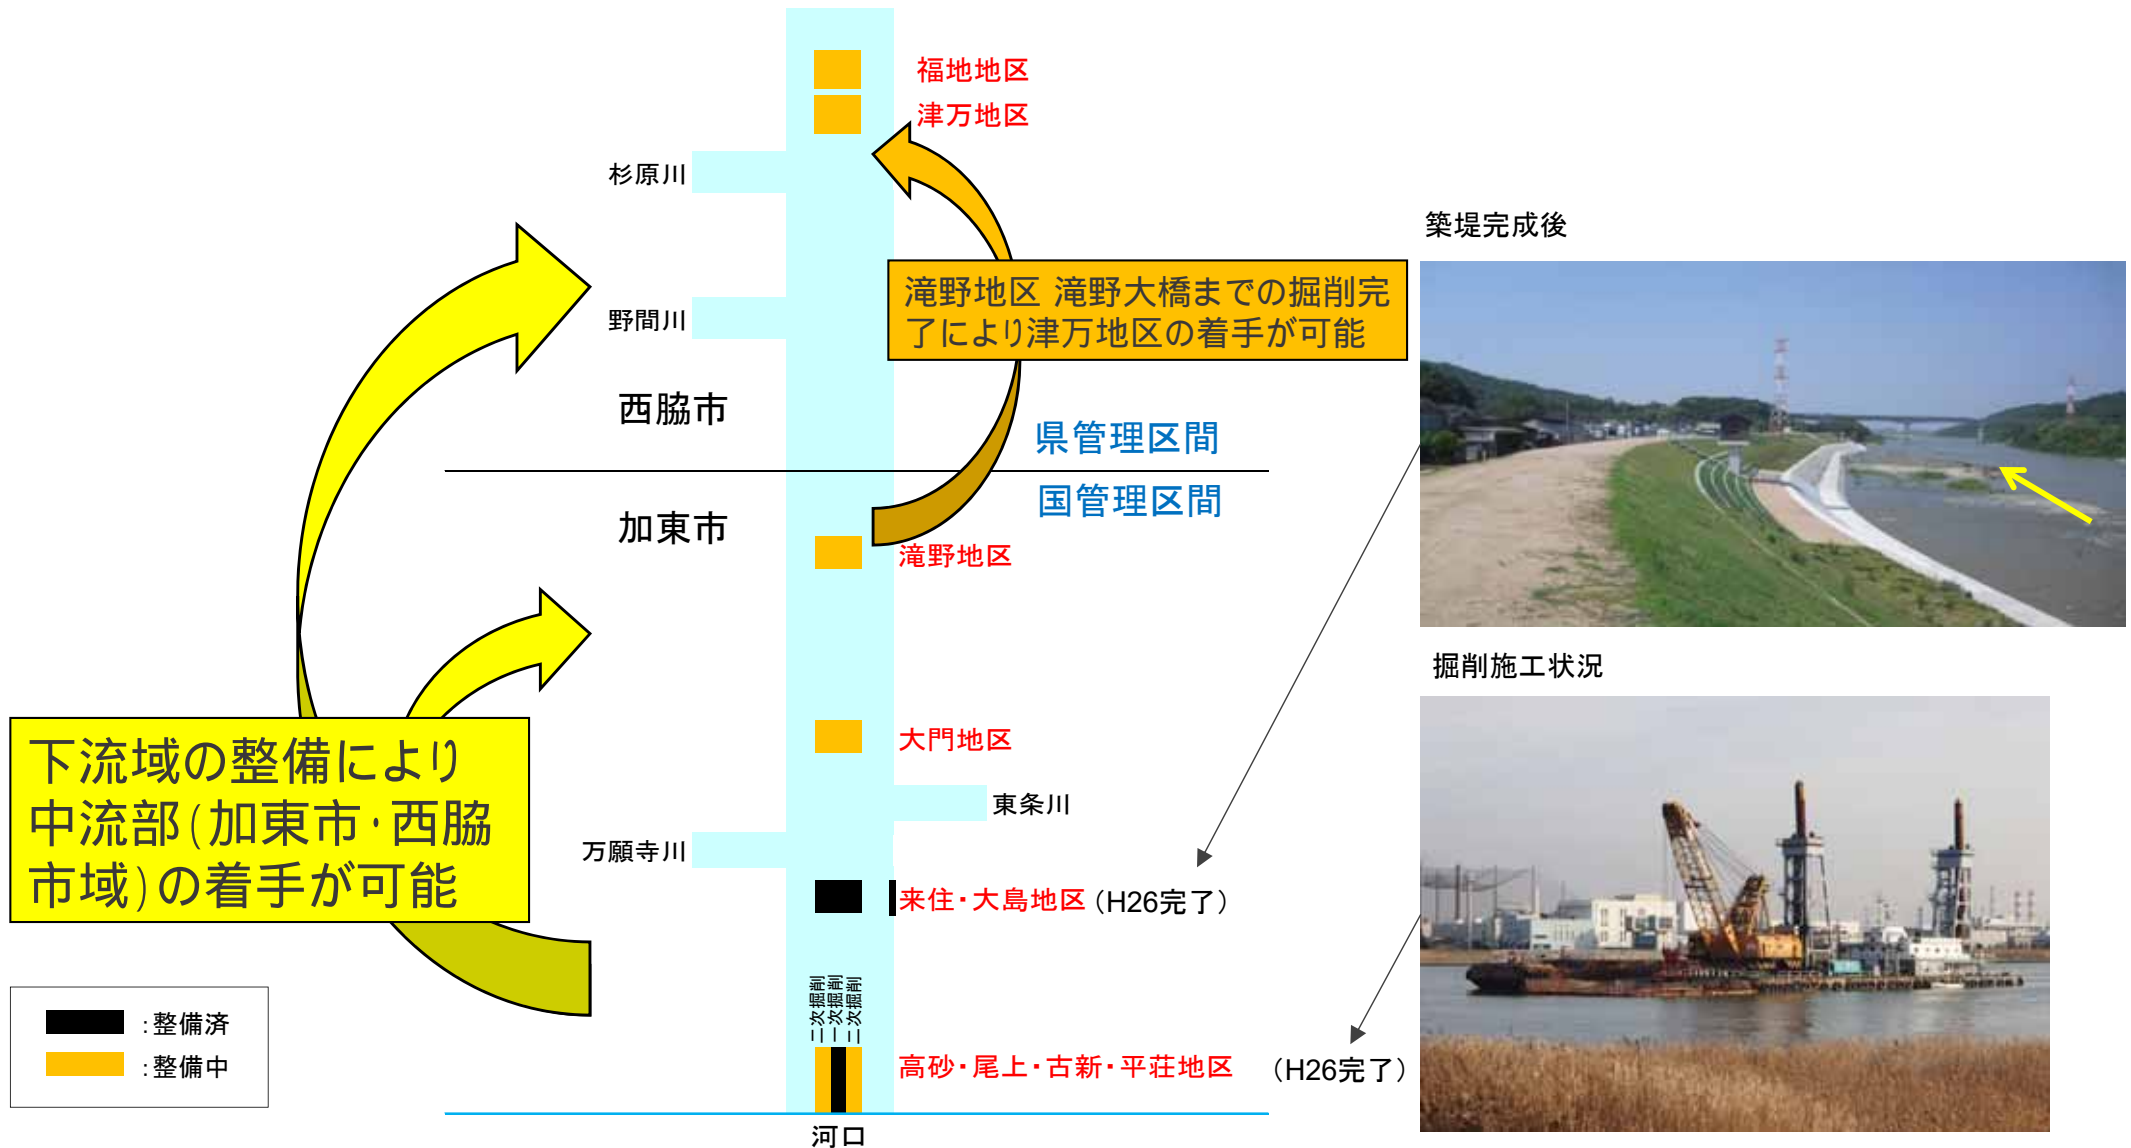 福地地区
津万地区
杉原川
築堤完成後
滝野地区 滝野大橋までの掘削完
了により津万地区の着手が可能
野間川
西脇市
県管理区間
国管理区間
加東市
滝野地区
掘削施工状況
下流域の整備により
中流部(加東市・西脇
市域)の着手が可能
大門地区
東条川
万願寺川
来住・大島地区(H26完了)
二次掘削
一次掘削
二次掘削
:整備済
:整備中
高砂・尾上・古新・平荘地区 (H26完了)
河口